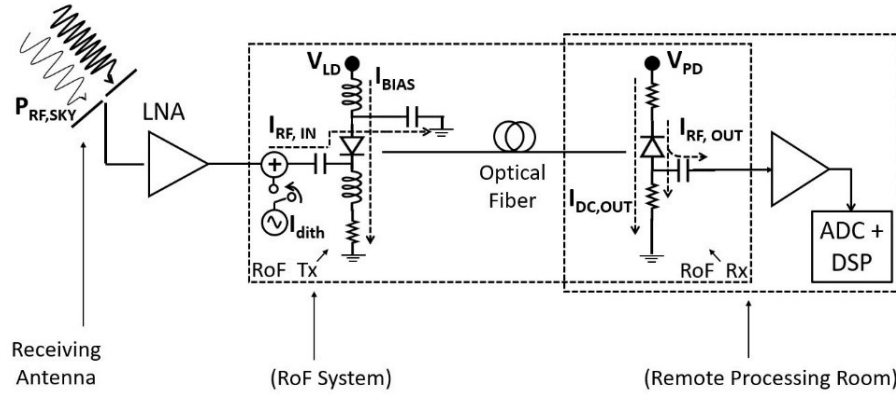 P_RF,SKY
LNA
V_LD
I_BIAS
I_RF, IN
I_dith
RoF Tx
Optical
Fiber
V_PD
I_RF, OUT
I_DC,OUT
RoF Rx
ADC +
DSP
Receiving
Antenna
(RoF System)
(Remote Processing Room)